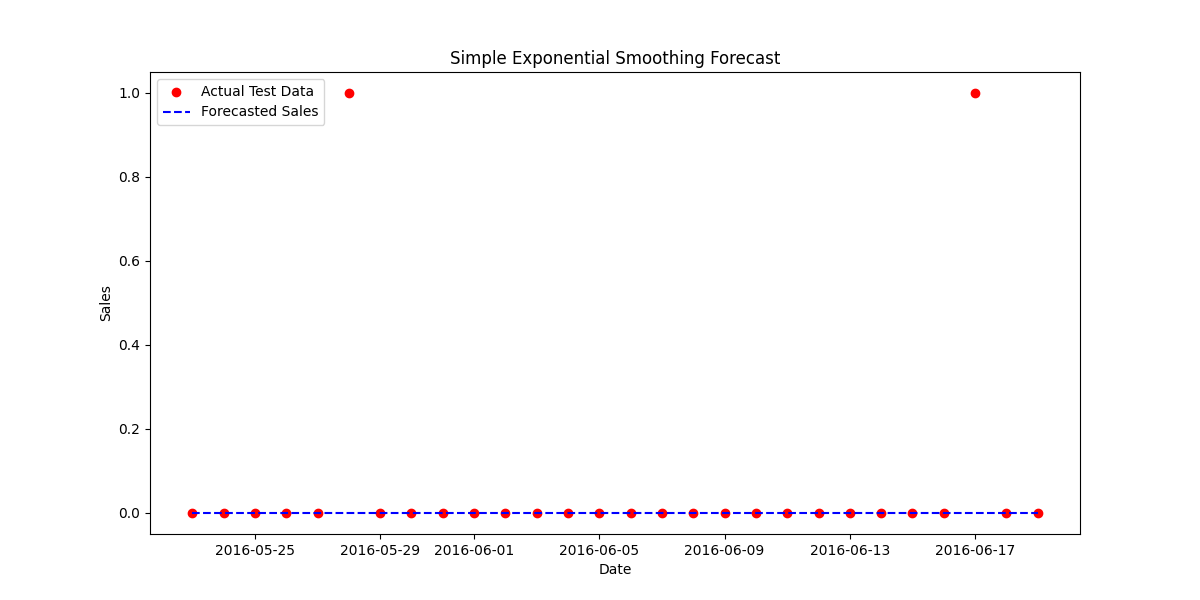 Simple Exponential Smoothing Forecast
Actual Test Data
Forecasted Sales
1.0
0.8
0.6
0.4
0.2
0.0
Sales
2016-05-25 2016-05-29 2016-06-01 2016-06-05 2016-06-09 2016-06-13 2016-06-17
Date